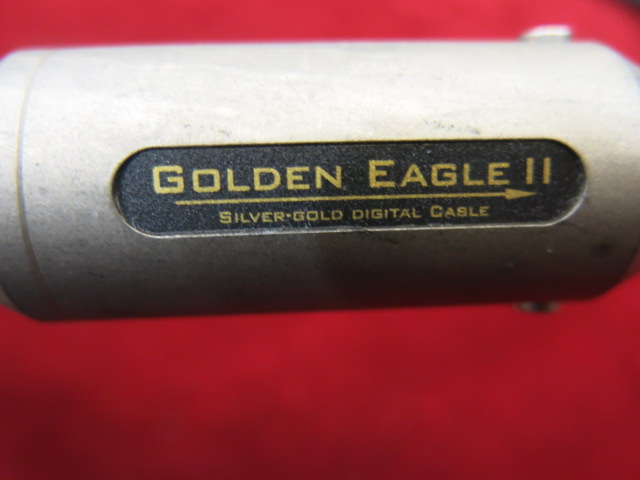 GOLDEN EAGLE II
SILVER-GOLD DIGITAL CABLE